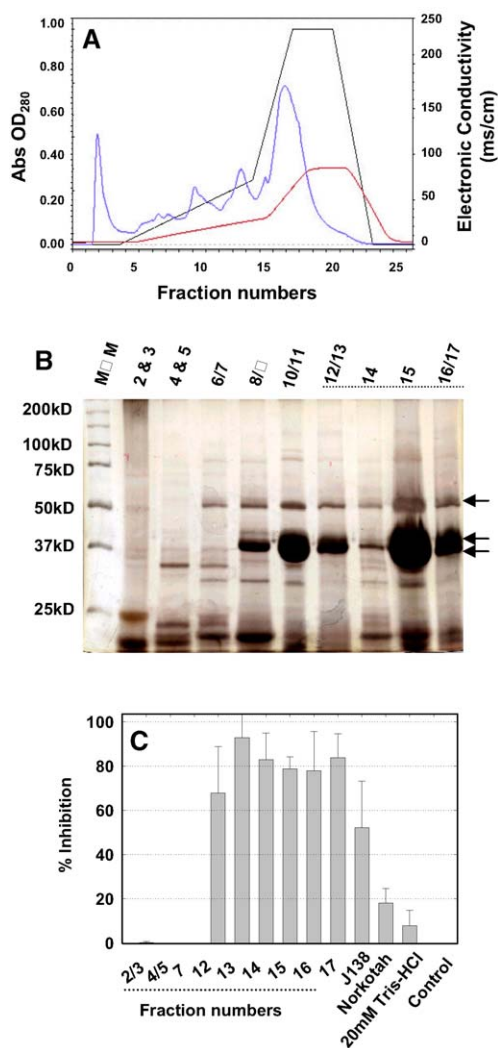 A
Abs OD280
1.00
0.80
0.60
0.40
0.20
0.00
0 5 10 15 20 25
Fraction numbers
250
200
150
100
50
0
Electronic Conductivity
(ms/cm)
B
M□ M
2 & 3
4 & 5
6/7
8/□
10/11
12/13
14
15
16/17
200kD
100kD
75kD
50kD
37kD
25kD
C
% Inhibition
100
80
60
40
20
0
2/3
4/5
7
12
13
14
15
16
17
J138
Norkotah
20mM Tris-HCl
Control
Fraction numbers